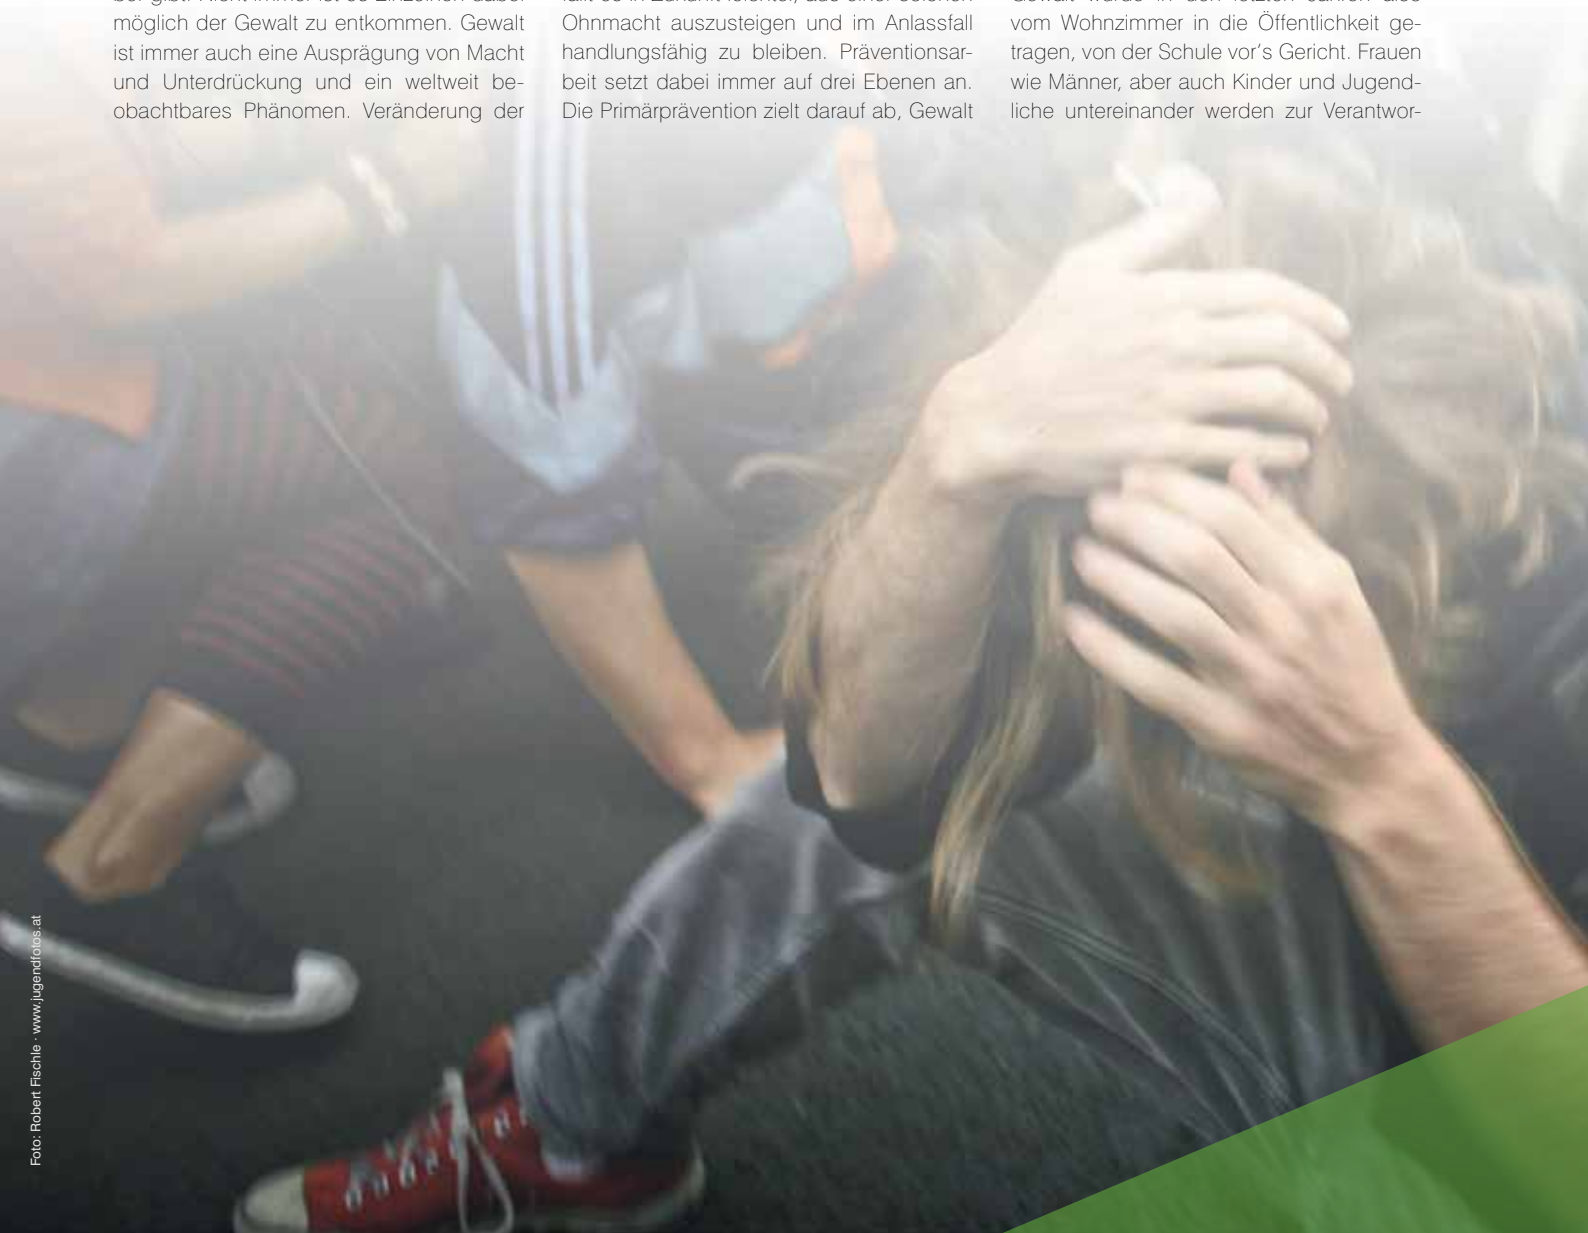 möglich der Gewalt zu entkommen. Gewalt
ist immer auch eine Ausprägung von Macht
und Unterdrückung und ein weltweit be-
obachtbares Phänomen. Veränderung der
Ohnmacht auszusteigen und im Anlassfall
handlungsfähig zu bleiben. Präventionsar-
beit setzt dabei immer auf drei Ebenen an.
Die Primärprävention zielt darauf ab, Gewalt
vom Wohnzimmer in die Öffentlichkeit ge-
tragen, von der Schule vor's Gericht. Frauen
wie Männer, aber auch Kinder und Jugend-
liche untereinander werden zur Verantwor-
Foto: Robert Fischle · www.jugendfotos.at